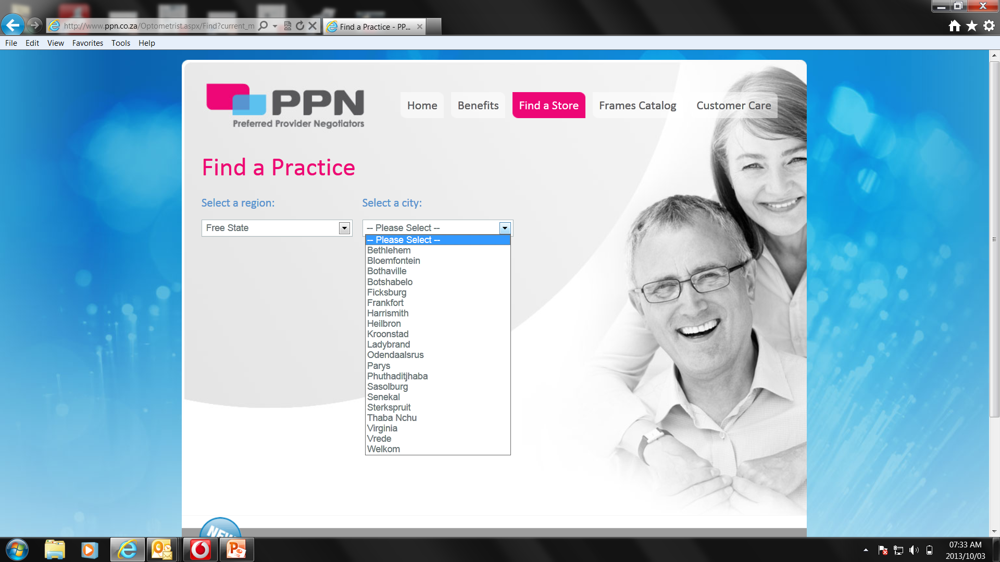 http://www.ppn.co.za/Optometrist.aspx/Find?current_m
Find a Practice - PP...
File Edit View Favorites Tools Help
PPN
Preferred Provider Negotiators
Home Benefits Find a Store Frames Catalog Customer Care
Find a Practice
Select a region: Select a city:
Free State -- Please Select --
-- Please Select --
Bethlehem
Bloemfontein
Bothaville
Botshabelo
Ficksburg
Frankfort
Harrismith
Heilbron
Kroonstad
Ladybrand
Odendaalsrus
Parys
Phuthaditjhaba
Sasolburg
Senekal
Sterkspruit
Thaba Nchu
Virginia
Vrede
Welkom
NEW
07:33 AM
2013/10/03